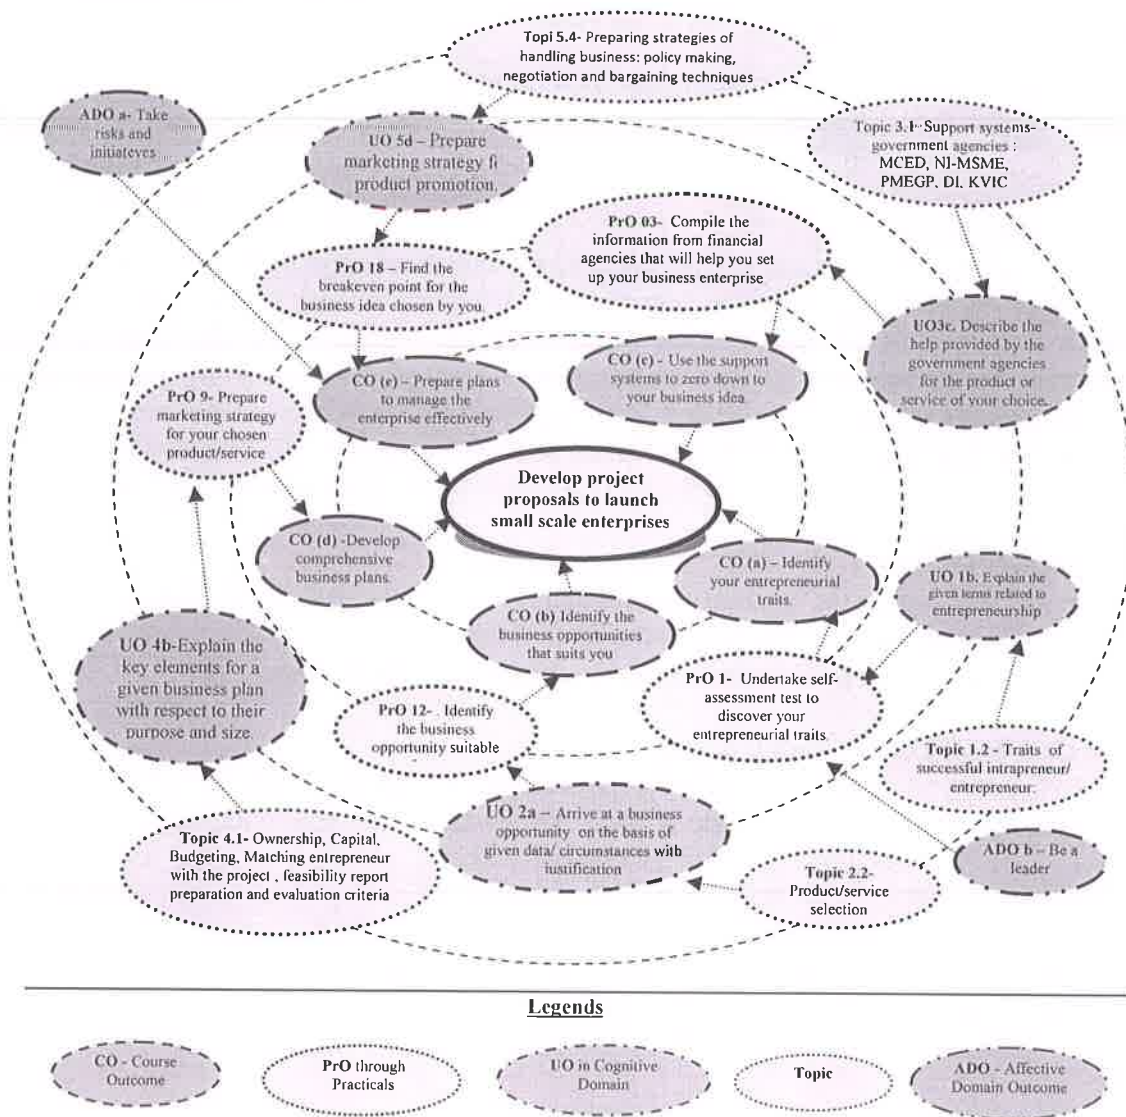 Topi 5.4- Preparing strategies of
handling business: policy making,
negotiation and bargaining techniques
ADO a- Take
risks and
initiateves
UO 5d – Prepare
marketing strategy fi
product promotion.
Topic 3.1 Support systems-
government agencies :
MCED, NI-MSME,
PMEGP, DI, KVIC
PrO 03- Compile the
information from financial
agencies that will help you set
up your business enterprise
PrO 18 – Find the
breakeven point for the
business idea chosen by you.
UO3c. Describe the
help provided by the
government agencies
for the product or
service of your choice.
CO (e) – Prepare plans
to manage the
enterprise effectively
CO (c) - Use the support
systems to zero down to
your business idea
PrO 9- Prepare
marketing strategy
for your chosen
product/service
Develop project
proposals to launch
small scale enterprises
CO (d) -Develop
comprehensive
business plans.
CO (a) – Identify
your entrepreneurial
traits.
UO 1b. Explain the
given terms related to
entrepreneurship
CO (b) Identify the
business opportunities
that suits you
UO 4b-Explain the
key elements for a
given business plan
with respect to their
purpose and size.
PrO 1- Undertake self-
assessment test to
discover your
entrepreneurial traits
PrO 12- . Identify
the business
opportunity suitable
Topic 1.2 - Traits of
successful intrapreneur/
entrepreneur.
UO 2a – Arrive at a business
opportunity on the basis of
given data/ circumstances with
justification
Topic 4.1- Ownership, Capital,
Budgeting, Matching entrepreneur
with the project , feasibility report
preparation and evaluation criteria
ADO b – Be a
leader
Topic 2.2-
Product/service
selection
Legends
CO - Course
Outcome
PrO through
Practicals
UO in Cognitive
Domain
Topic
ADO - Affective
Domain Outcome